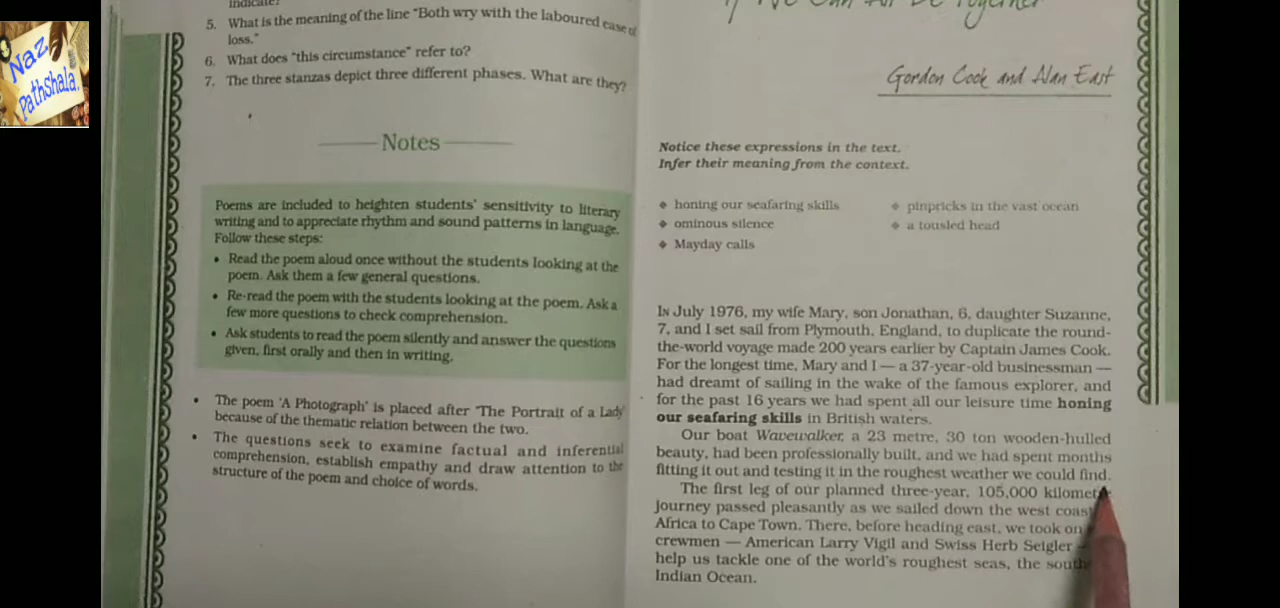 Naz
Pathshala.
indicate?
5. What is the meaning of the line "Both wry with the laboured ease of
loss."
6. What does "this circumstance" refer to?
7. The three stanzas depict three different phases. What are they?
Notes
Poems are included to heighten students' sensitivity to literary
writing and to appreciate rhythm and sound patterns in language.
Follow these steps:
• Read the poem aloud once without the students looking at the
poem. Ask them a few general questions.
• Re-read the poem with the students looking at the poem. Ask a
few more questions to check comprehension.
• Ask students to read the poem silently and answer the questions
given, first orally and then in writing.
• The poem 'A Photograph' is placed after 'The Portrait of a Lady'
because of the thematic relation between the two.
• The questions seek to examine factual and inferential
comprehension, establish empathy and draw attention to the
structure of the poem and choice of words.
Together
Gordon Cook and Alan East
Notice these expressions in the text.
Infer their meaning from the context.
❖ honing our seafaring skills ❖ pinpricks in the vast ocean
❖ ominous silence ❖ a tousled head
❖ Mayday calls
IN July 1976, my wife Mary, son Jonathan, 6, daughter Suzanne,
7, and I set sail from Plymouth, England, to duplicate the round-
the-world voyage made 200 years earlier by Captain James Cook.
For the longest time, Mary and I — a 37-year-old businessman —
had dreamt of sailing in the wake of the famous explorer, and
for the past 16 years we had spent all our leisure time honing
our seafaring skills in British waters.
Our boat Wavewalker, a 23 metre, 30 ton wooden-hulled
beauty, had been professionally built, and we had spent months
fitting it out and testing it in the roughest weather we could find.
The first leg of our planned three-year, 105,000
journey passed pleasantly as we sailed down the west coast
Africa to Cape Town. There, before heading east, we took on
crewmen — American Larry Vigil and Swiss Herb Seigler —
help us tackle one of the world's roughest seas, the
Indian Ocean.